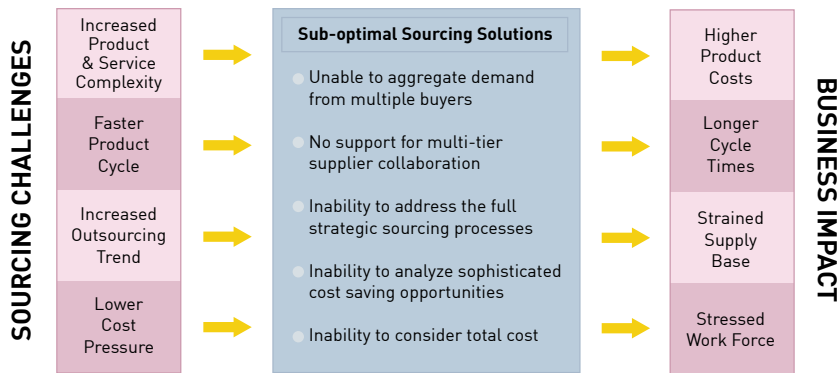 SOURCING CHALLENGES
Increased
Product
& Service
Complexity
Faster
Product
Cycle
Increased
Outsourcing
Trend
Lower
Cost
Pressure
Sub-optimal Sourcing Solutions
Unable to aggregate demand
from multiple buyers
No support for multi-tier
supplier collaboration
Inability to address the full
strategic sourcing processes
Inability to analyze sophisticated
cost saving opportunities
Inability to consider total cost
Higher
Product
Costs
Longer
Cycle
Times
Strained
Supply
Base
Stressed
Work Force
BUSINESS IMPACT